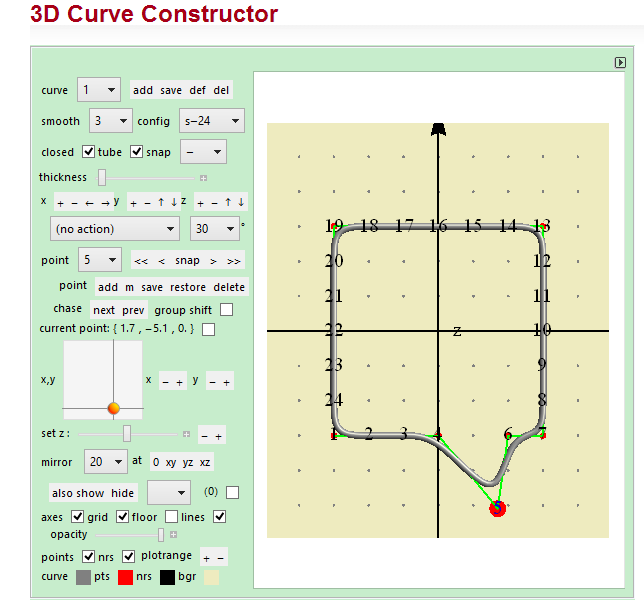 3D Curve Constructor
curve 1 add save def del
smooth 3 config s−24
closed tube snap −
thickness
x + − ← → y + − ↑ ↓ z + − ↑ ↓
(no action) 30 °
point 5 << < snap > >>
point add m save restore delete
chase next prev group shift
current point: { 1.7 , −5.1 , 0. }
x,y x − + y − +
set z : − +
mirror 20 at 0 xy yz xz
also show hide (0)
axes grid floor lines
opacity
points nrs plotrange + −
curve pts nrs bgr
19 18 17 16 15 14 13
20 12
21 11
22 z 10
23 9
24 8
1 2 3 4 6 7
5